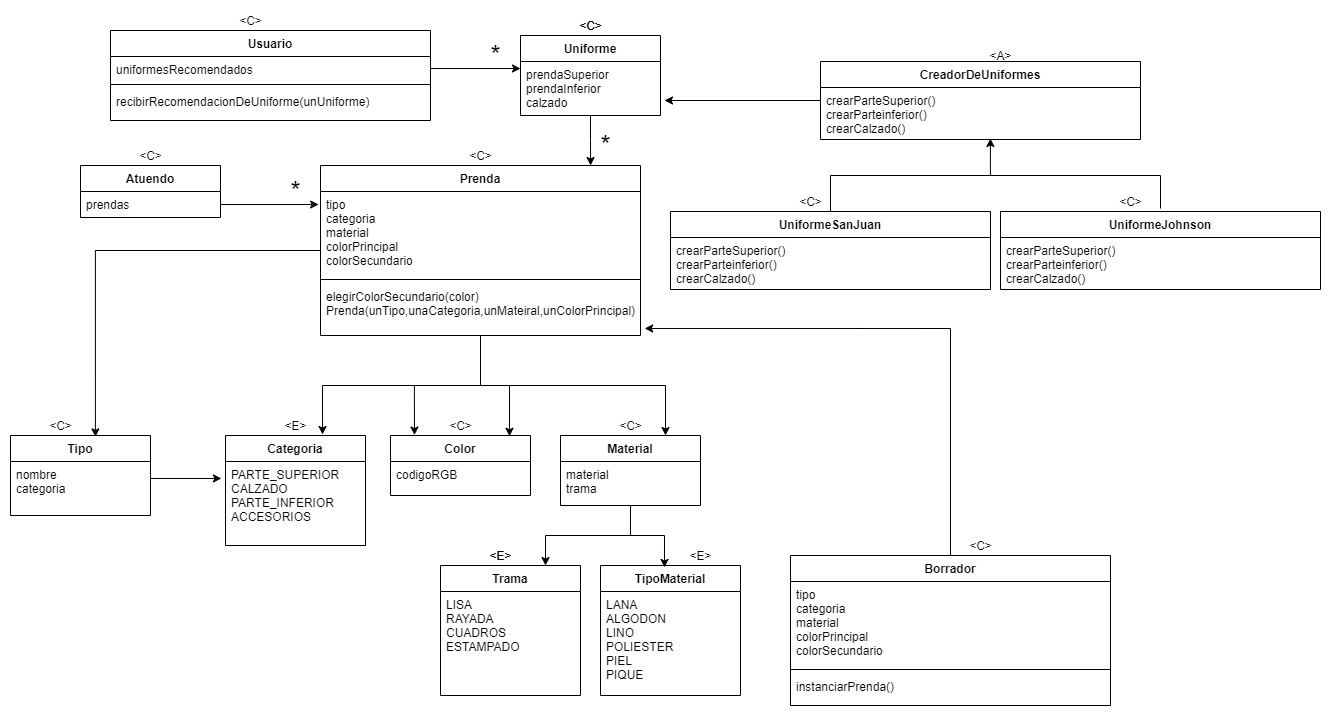 <C>
Usuario
uniformesRecomendados
recibirRecomendacionDeUniforme(unUniforme)
*
<C>
Uniforme
prendaSuperior
prendaInferior
calzado
*
<A>
CreadorDeUniformes
crearParteSuperior()
crearParteinferior()
crearCalzado()
<C>
Atuendo
prendas
*
<C>
Prenda
tipo
categoria
material
colorPrincipal
colorSecundario
elegirColorSecundario(color)
Prenda(unTipo,unaCategoria,unMateiral,unColorPrincipal)
<C>
UniformeSanJuan
crearParteSuperior()
crearParteinferior()
crearCalzado()
<C>
UniformeJohnson
crearParteSuperior()
crearParteinferior()
crearCalzado()
<C>
Tipo
nombre
categoria
<E>
Categoria
PARTE_SUPERIOR
CALZADO
PARTE_INFERIOR
ACCESORIOS
<C>
Color
codigoRGB
<C>
Material
material
trama
<E>
Trama
LISA
RAYADA
CUADROS
ESTAMPADO
<E>
TipoMaterial
LANA
ALGODON
LINO
POLIESTER
PIEL
PIQUE
<C>
Borrador
tipo
categoria
material
colorPrincipal
colorSecundario
instanciarPrenda()